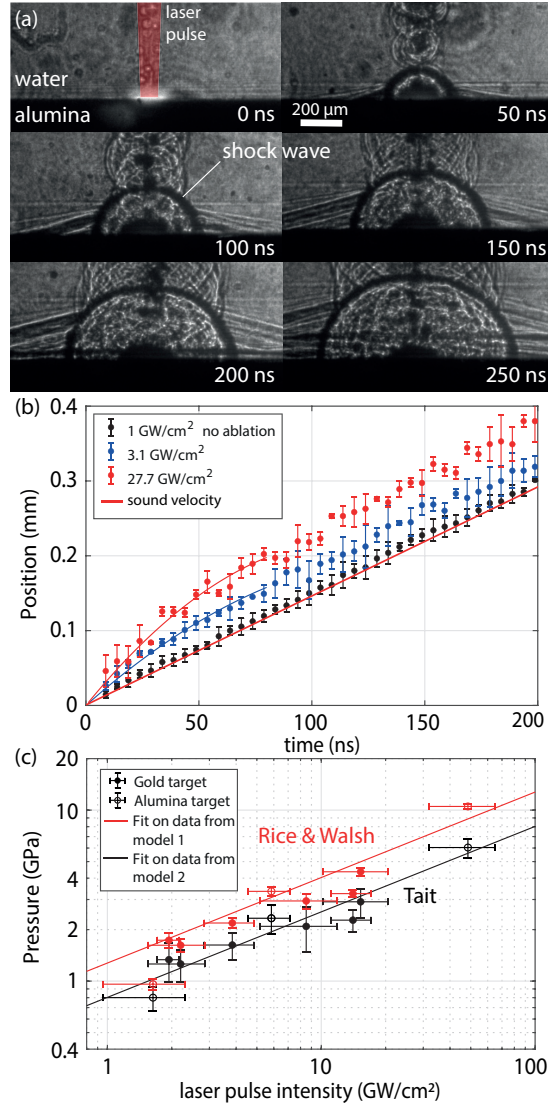 (a)
laser
pulse
water
alumina
0 ns
200 µm
50 ns
shock wave
100 ns
150 ns
200 ns
250 ns
(b)
0.4
0.3
0.2
0.1
0
Position (mm)
1 GW/cm² no ablation
3.1 GW/cm²
27.7 GW/cm²
sound velocity
0 50 100 150 200
time (ns)
(c)
20
10
4
2
1
0.4
Pressure (GPa)
Gold target
Alumina target
Fit on data from
model 1
Fit on data from
model 2
Rice & Walsh
Tait
1 10 100
laser pulse intensity (GW/cm²)